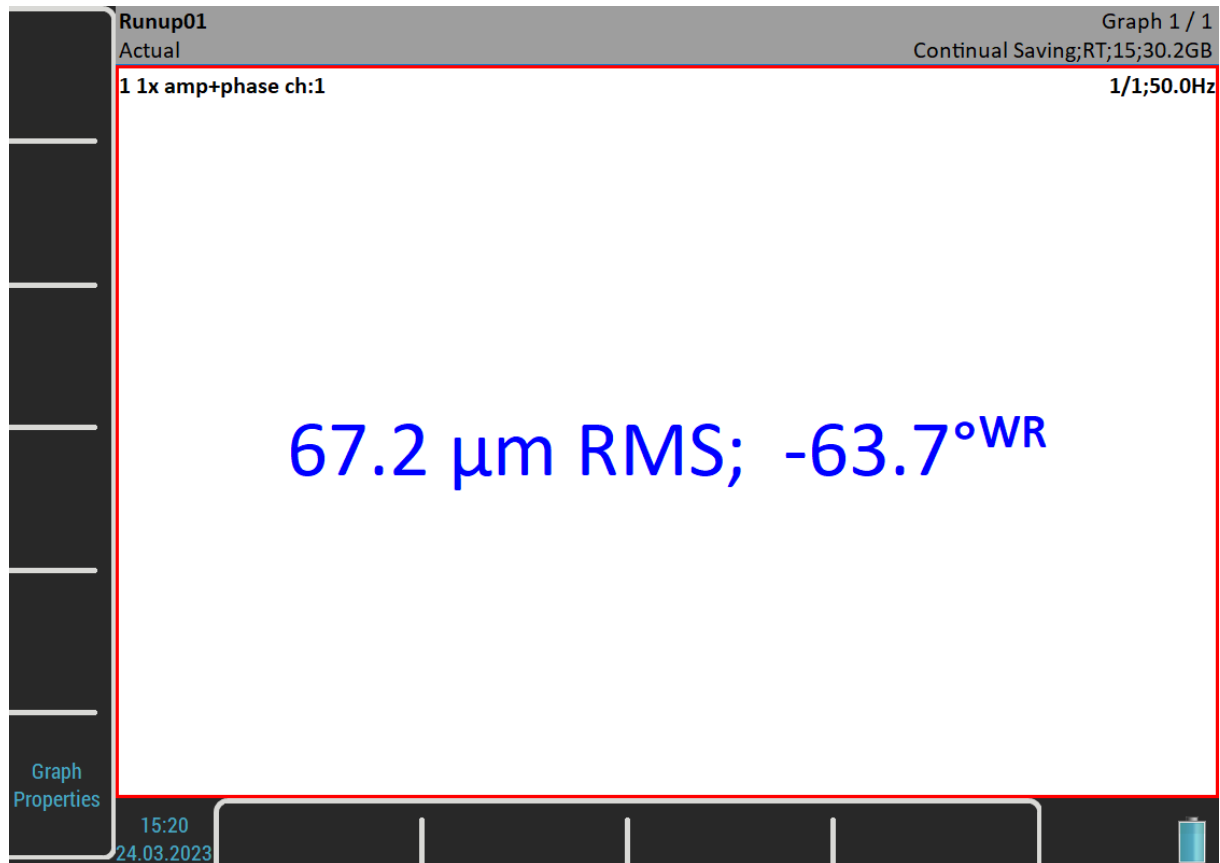 Runup01
Graph 1 / 1
Actual
Continual Saving;RT;15;30.2GB
1 1x amp+phase ch:1
1/1;50.0Hz
67.2 µm RMS; -63.7°WR
Graph
Properties
15:20
24.03.2023